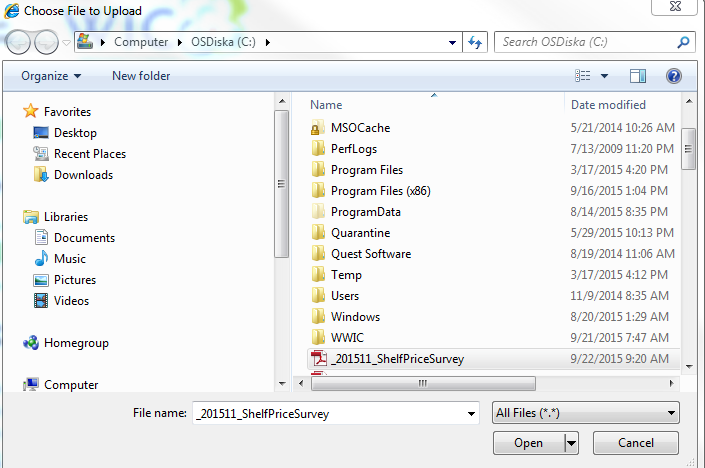 Choose File to Upload
Computer OSDiska (C:) Search OSDiska (C:)
Organize New folder
Name Date modified
Favorites
Desktop
Recent Places
Downloads
Libraries
Documents
Music
Pictures
Videos
Homegroup
Computer
MSOCache 5/21/2014 10:26 AM
PerfLogs 7/13/2009 11:20 PM
Program Files 3/17/2015 4:20 PM
Program Files (x86) 9/16/2015 1:04 PM
ProgramData 8/14/2015 8:35 PM
Quarantine 5/29/2015 10:13 PM
Quest Software 8/19/2014 11:06 AM
Temp 3/17/2015 4:12 PM
Users 11/9/2014 8:35 AM
Windows 8/20/2015 1:29 AM
WWIC 9/21/2015 7:47 AM
_201511_ShelfPriceSurvey 9/22/2015 9:20 AM
File name: _201511_ShelfPriceSurvey All Files (*.*)
Open Cancel